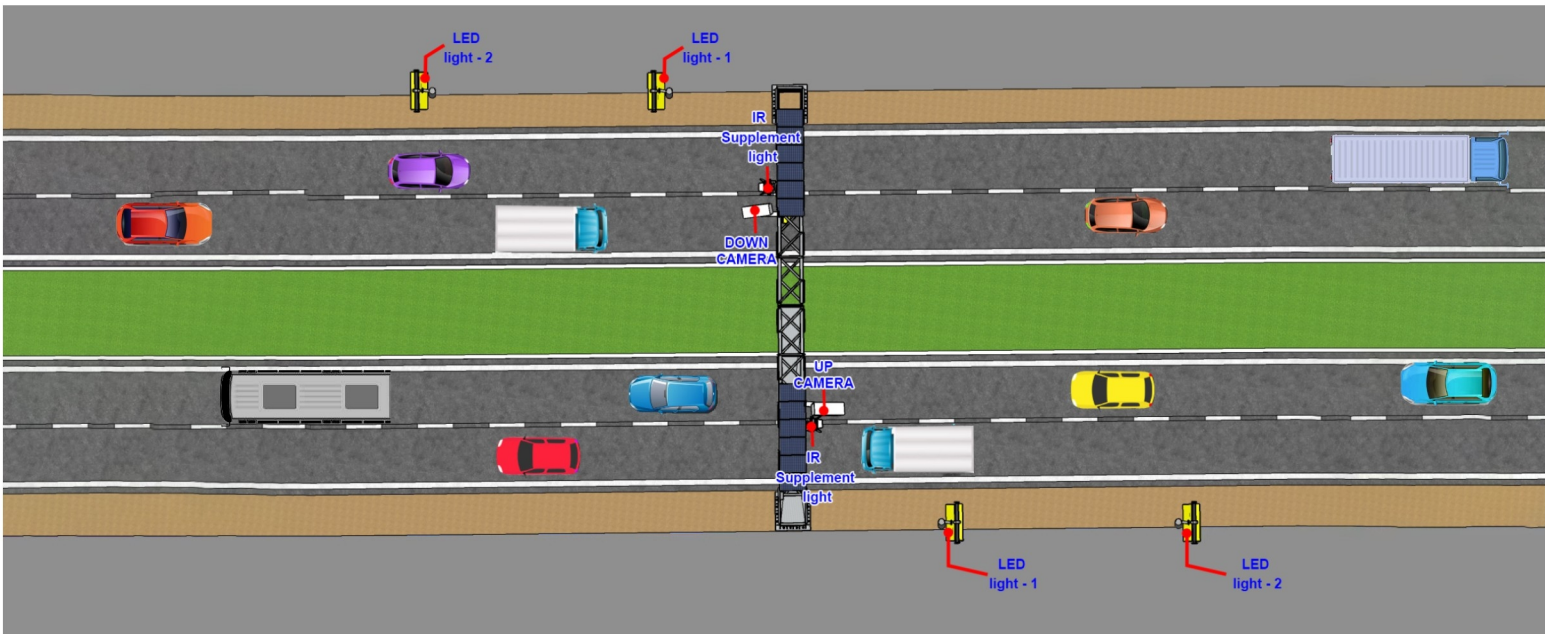 LED
light - 2
LED
light - 1
IR
Supplement
light
DOWN
CAMERA
UP
CAMERA
IR
Supplement
light
LED
light - 1
LED
light - 2